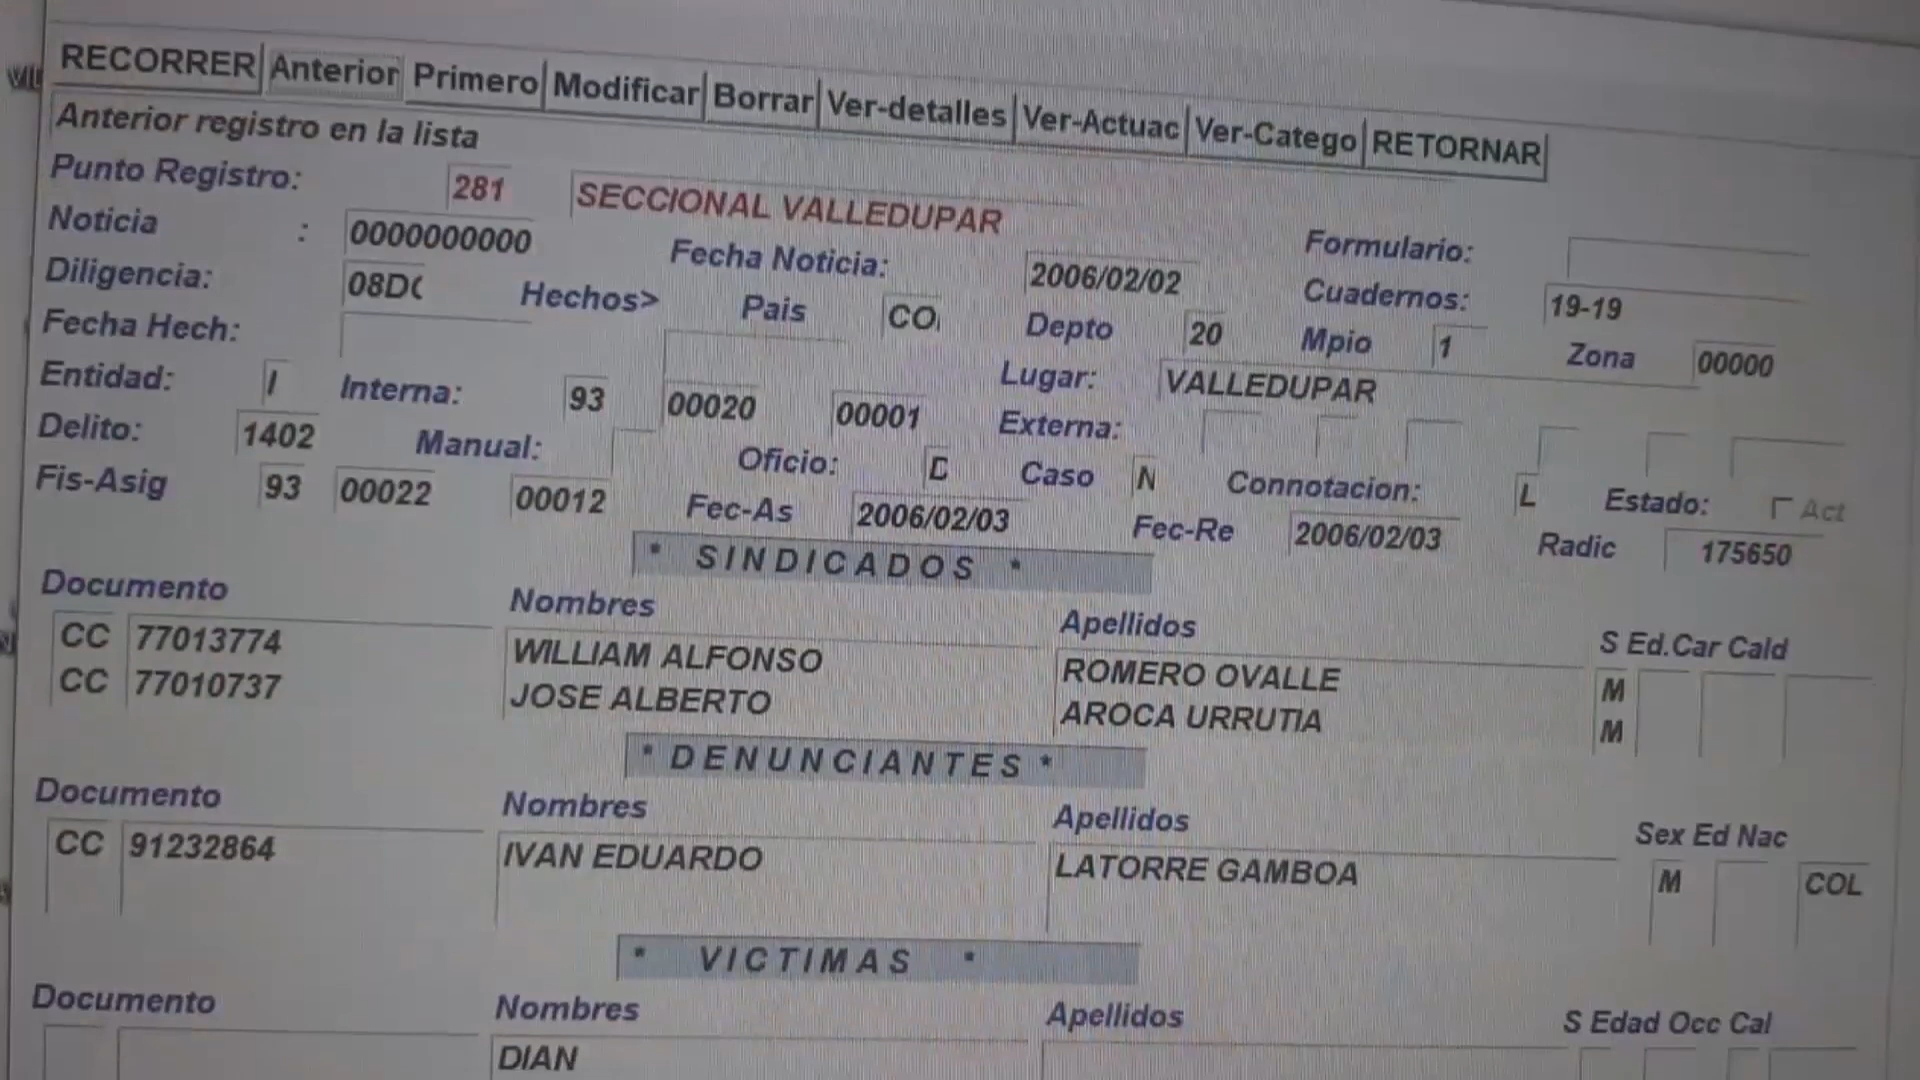 RECORRER Anterior Primero Modificar Borrar Ver-detalles Ver-Actuac Ver-Catego RETORNAR
Anterior registro en la lista
Punto Registro: 281 SECCIONAL VALLEDUPAR
Noticia : 0000000000 Fecha Noticia: 2006/02/02 Formulario:
Diligencia: 08DC Hechos> Pais CO Depto 20 Mpio 1 Cuadernos: 19-19
Fecha Hech: Lugar: VALLEDUPAR Zona 00000
Entidad: I Interna: 93 00020 00001 Externa:
Delito: 1402 Manual: Oficio: D Caso N Connotacion: L Estado: Act
Fis-Asig 93 00022 00012 Fec-As 2006/02/03 Fec-Re 2006/02/03 Radic 175650
* SINDICADOS *
Documento Nombres Apellidos S Ed.Car Cald
CC 77013774 WILLIAM ALFONSO ROMERO OVALLE M
CC 77010737 JOSE ALBERTO AROCA URRUTIA M
* DENUNCIANTES *
Documento Nombres Apellidos Sex Ed Nac
CC 91232864 IVAN EDUARDO LATORRE GAMBOA M COL
* VICTIMAS *
Documento Nombres Apellidos S Edad Occ Cal
DIAN